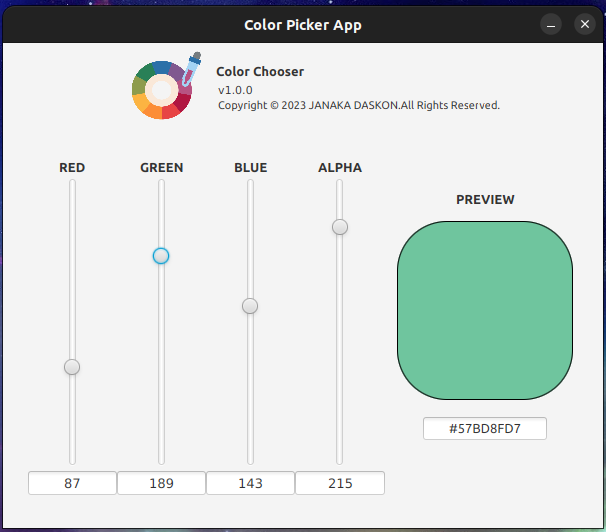 Color Picker App
Color Chooser
v1.0.0
Copyright © 2023 JANAKA DASKON.All Rights Reserved.
RED GREEN BLUE ALPHA
PREVIEW
#57BD8FD7
87 189 143 215